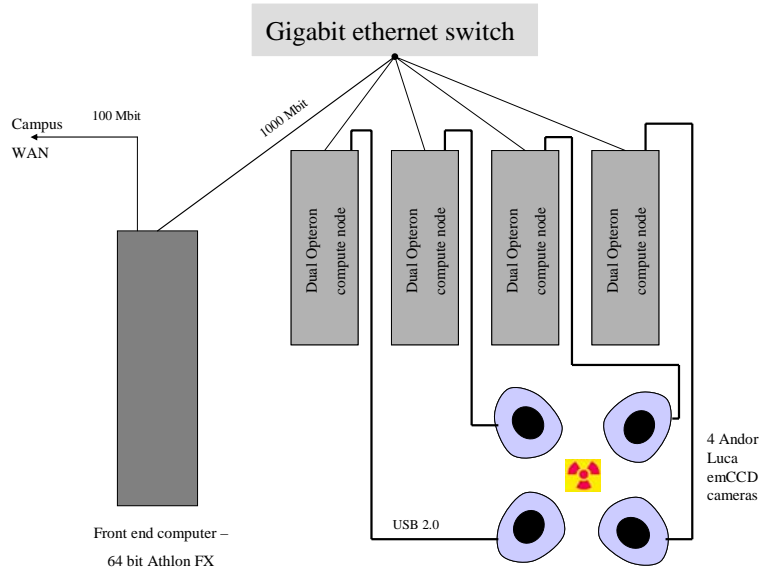 Gigabit ethernet switch
100 Mbit
Campus
WAN
1000 Mbit
Dual Opteron
compute node
Dual Opteron
compute node
Dual Opteron
compute node
Dual Opteron
compute node
4 Andor
Luca
emCCD
cameras
USB 2.0
Front end computer –
64 bit Athlon FX